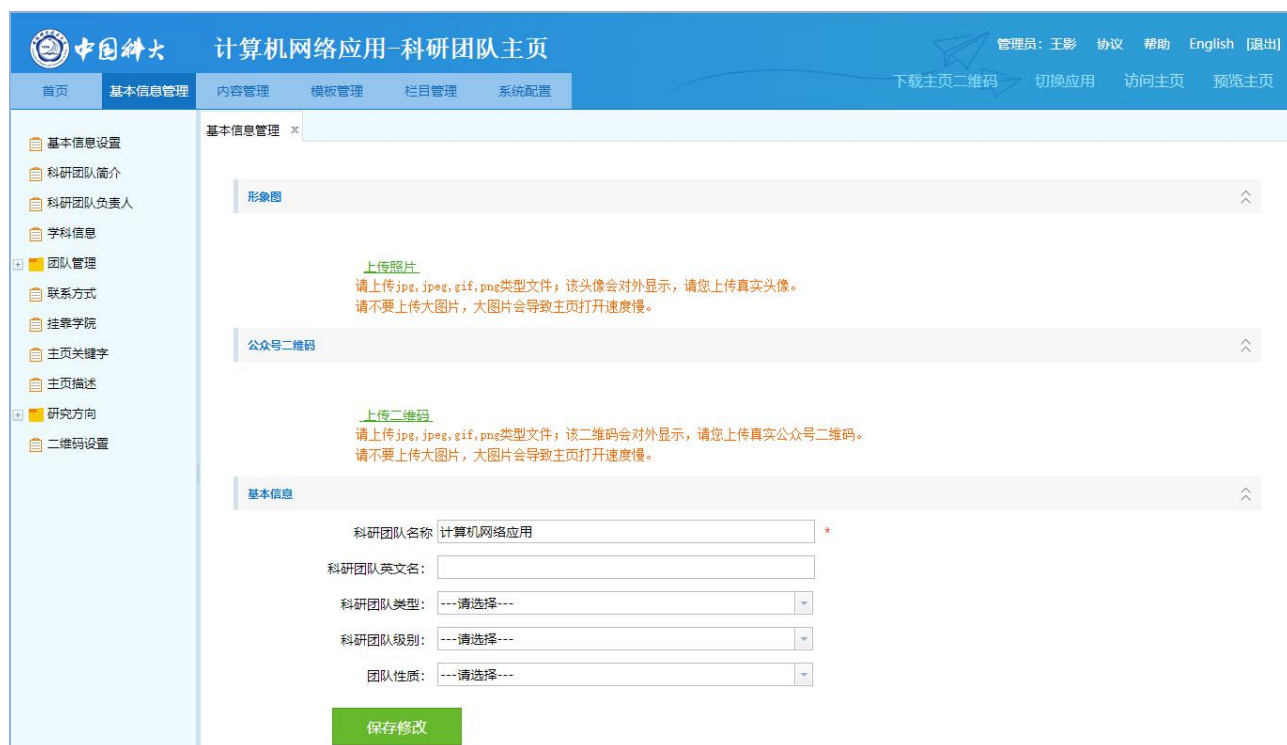 中国科大 计算机网络应用-科研团队主页 管理员：王影 协议 帮助 English [退出]
下载主页二维码 切换应用 访问主页 预览主页
首页 基本信息管理 内容管理 模板管理 栏目管理 系统配置
基本信息管理 ×
基本信息设置
科研团队简介
科研团队负责人
学科信息
团队管理
联系方式
挂靠学院
主页关键字
主页描述
研究方向
二维码设置
形象图
上传照片
请上传jpg,jpeg,gif,png类型文件；该头像会对外显示，请您上传真实头像。
请不要上传大图片，大图片会导致主页打开速度慢。
公众号二维码
上传二维码
请上传jpg,jpeg,gif,png类型文件；该二维码会对外显示，请您上传真实公众号二维码。
请不要上传大图片，大图片会导致主页打开速度慢。
基本信息
科研团队名称 计算机网络应用 *
科研团队英文名：
科研团队类型： ---请选择---
科研团队级别： ---请选择---
团队性质： ---请选择---
保存修改